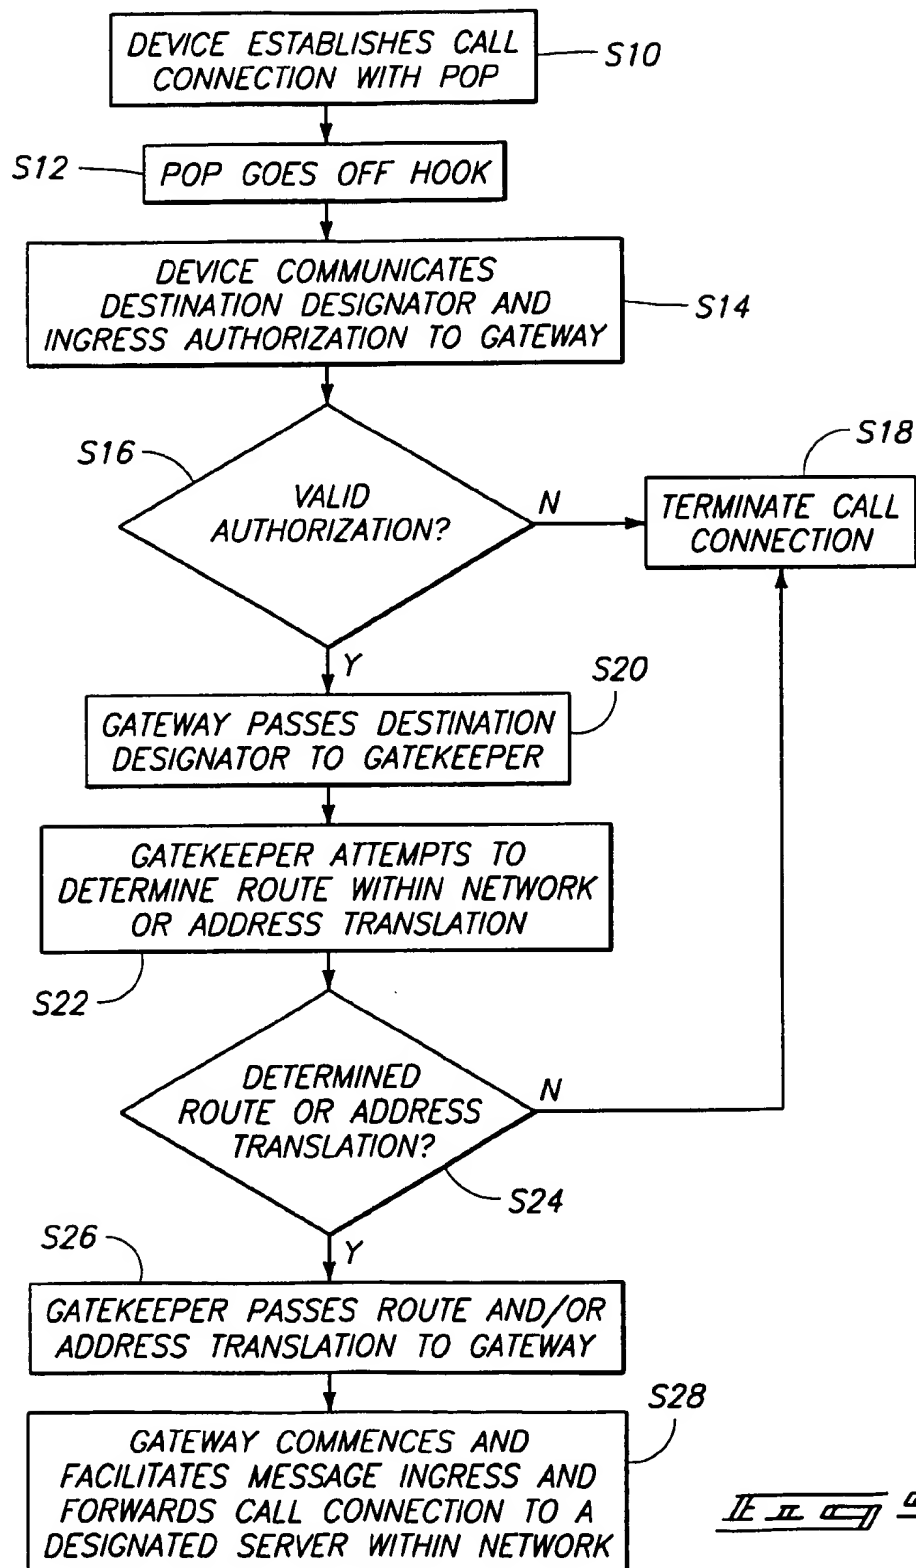 DEVICE ESTABLISHES CALL
CONNECTION WITH POP
S10
S12
POP GOES OFF HOOK
DEVICE COMMUNICATES
DESTINATION DESIGNATOR AND
INGRESS AUTHORIZATION TO GATEWAY
S14
S16
VALID
AUTHORIZATION?
N
S18
TERMINATE CALL
CONNECTION
Y
S20
GATEWAY PASSES DESTINATION
DESIGNATOR TO GATEKEEPER
GATEKEEPER ATTEMPTS TO
DETERMINE ROUTE WITHIN NETWORK
OR ADDRESS TRANSLATION
S22
DETERMINED
ROUTE OR ADDRESS
TRANSLATION?
N
S24
S26
Y
GATEKEEPER PASSES ROUTE AND/OR
ADDRESS TRANSLATION TO GATEWAY
S28
GATEWAY COMMENCES AND
FACILITATES MESSAGE INGRESS AND
FORWARDS CALL CONNECTION TO A
DESIGNATED SERVER WITHIN NETWORK